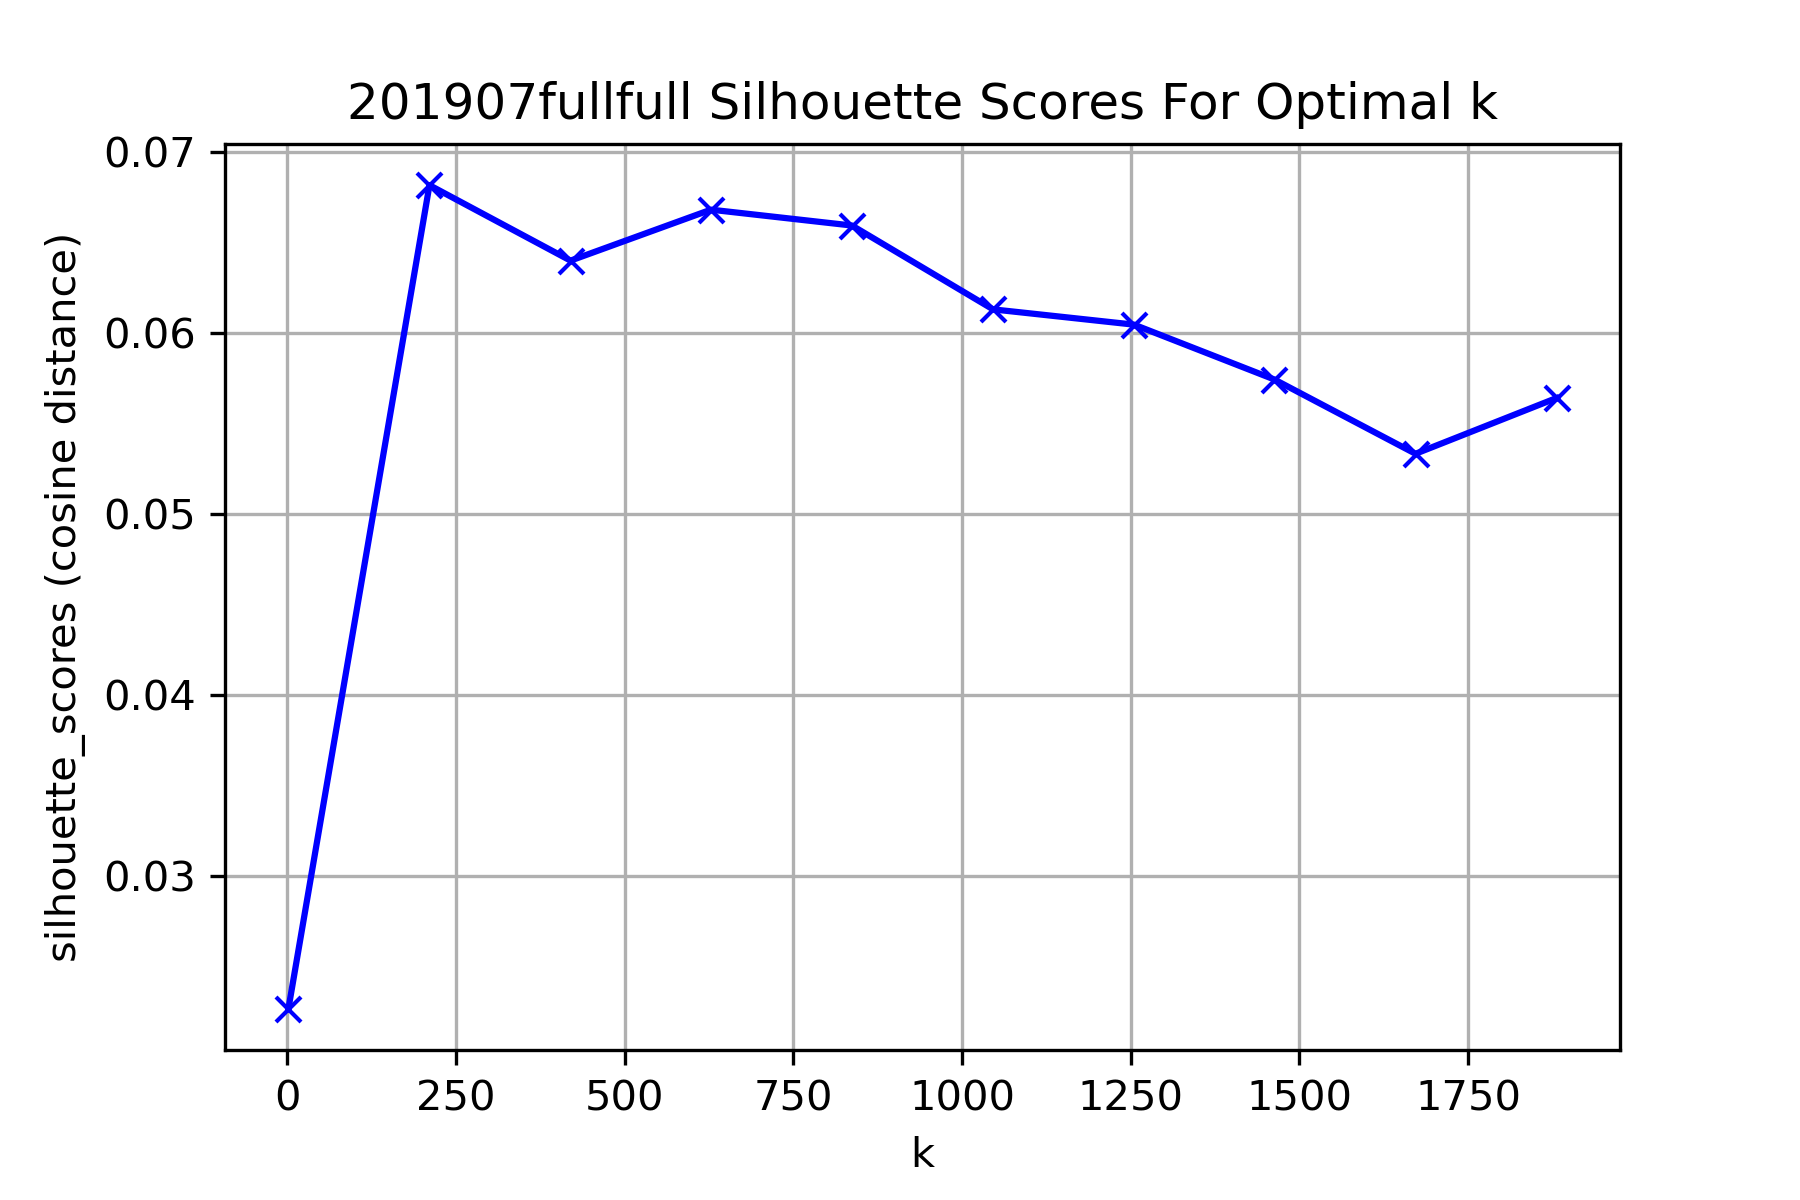 201907fullfull Silhouette Scores For Optimal k
silhouette_scores (cosine distance)
0.07
0.06
0.05
0.04
0.03
0 250 500 750 1000 1250 1500 1750
k